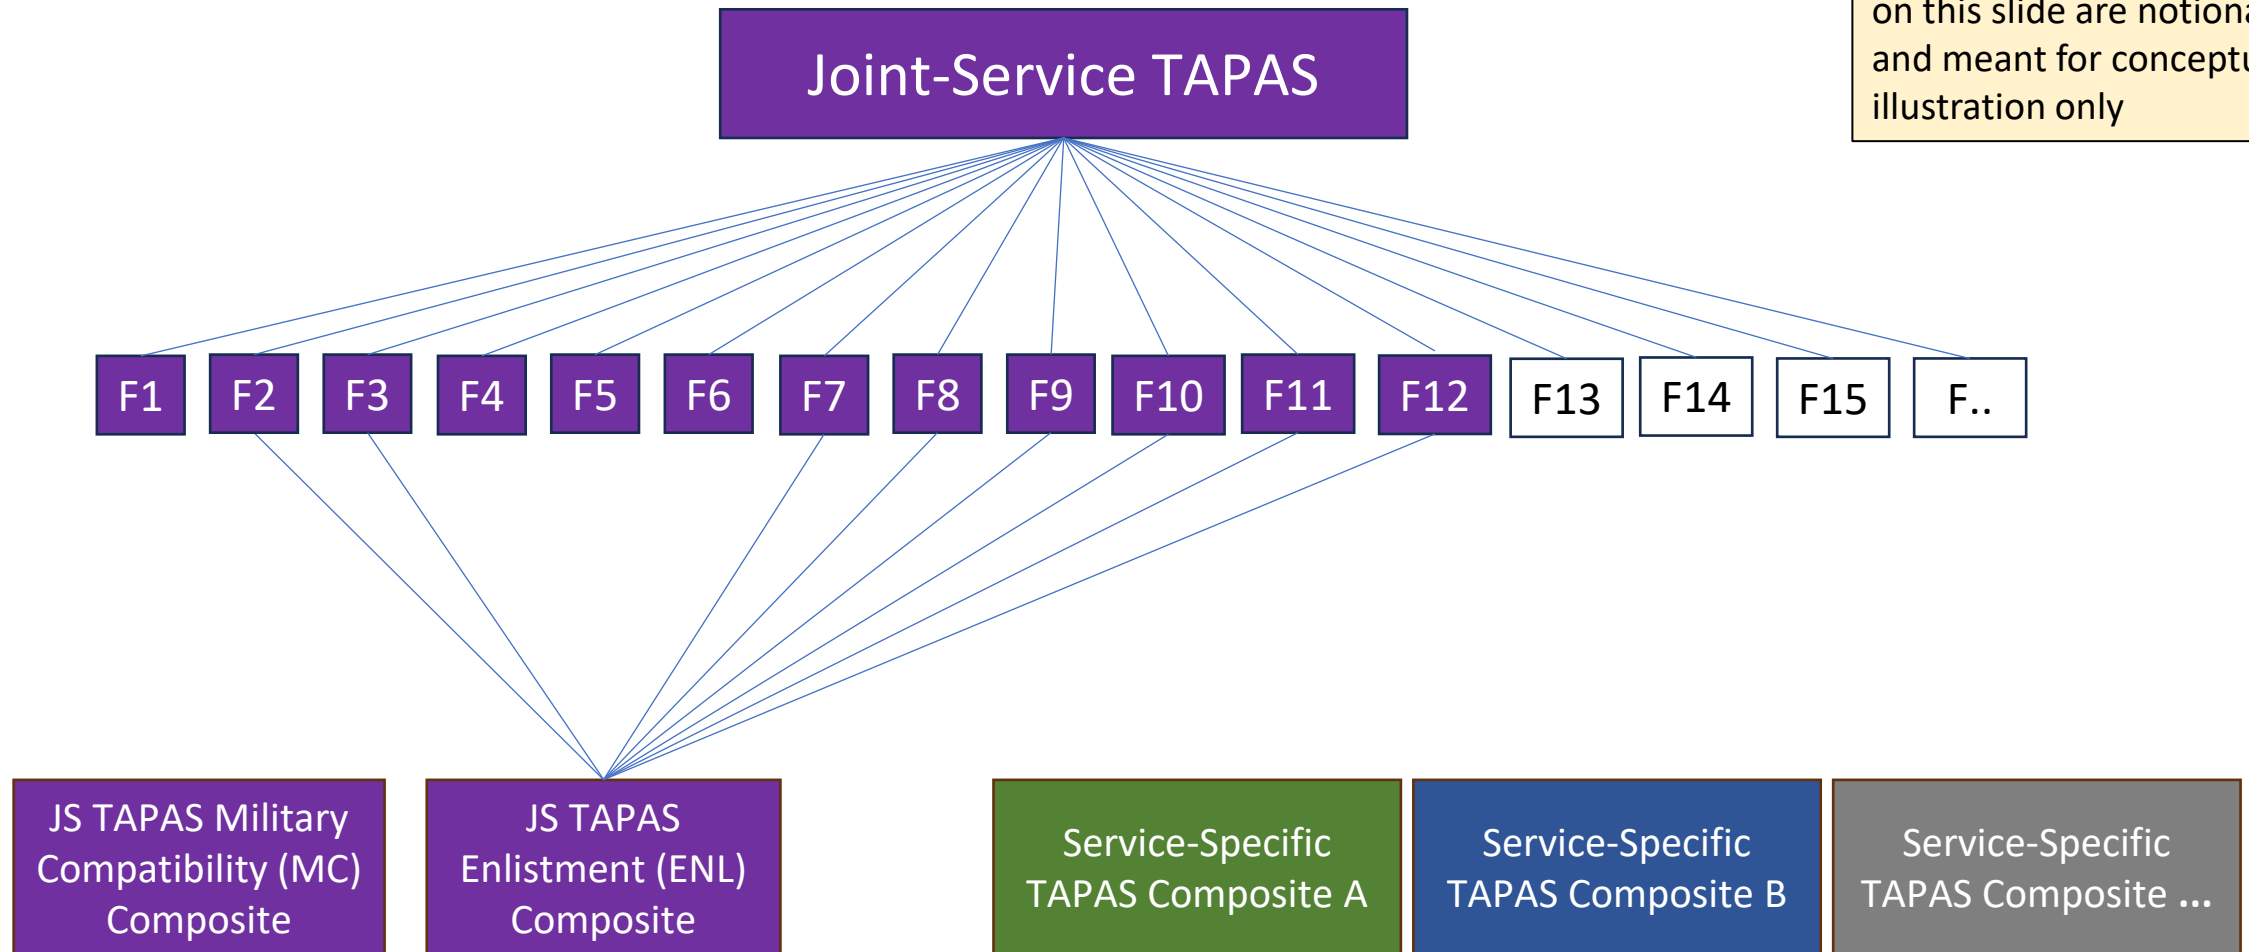 Joint-Service TAPAS
on this slide are
and meant for
illustration only
F1 F2 F3 F4 F5 F6 F7 F8 F9 F10 F11 F12 F13 F14 F15 F..
JS TAPAS Military
Compatibility (MC)
Composite
JS TAPAS
Enlistment (ENL)
Composite
Service-Specific
TAPAS Composite A
Service-Specific
TAPAS Composite B
Service-Specific
TAPAS Composite ...